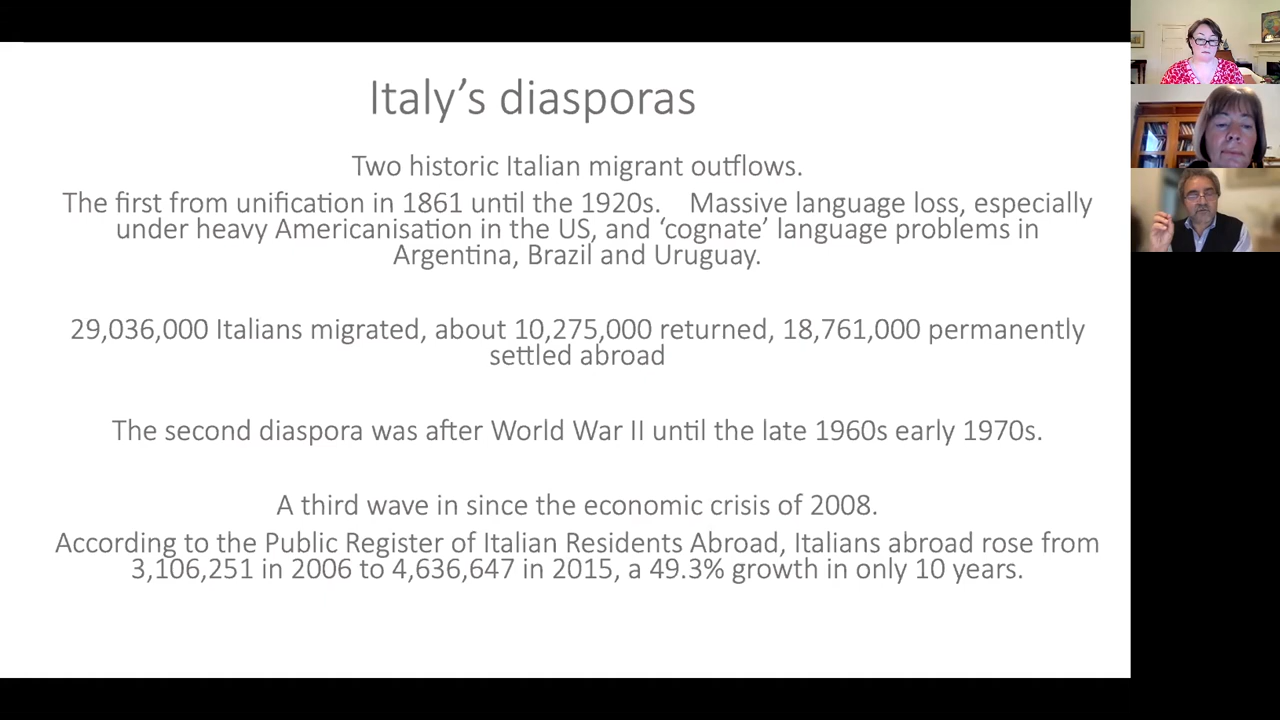 Italy's diasporas
Two historic Italian migrant outflows.
The first from unification in 1861 until the 1920s. Massive language loss, especially
under heavy Americanisation in the US, and ‘cognate’ language problems in
Argentina, Brazil and Uruguay.
29,036,000 Italians migrated, about 10,275,000 returned, 18,761,000 permanently
settled abroad
The second diaspora was after World War II until the late 1960s early 1970s.
A third wave in since the economic crisis of 2008.
According to the Public Register of Italian Residents Abroad, Italians abroad rose from
3,106,251 in 2006 to 4,636,647 in 2015, a 49.3% growth in only 10 years.